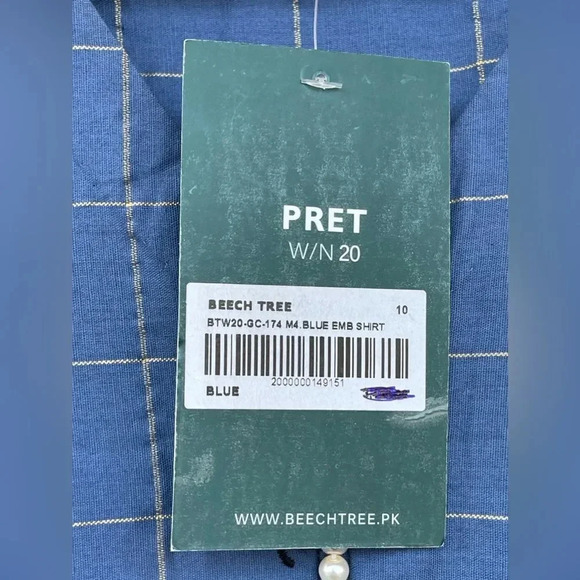 PRET
W/N 20
BEECH TREE 10
BTW20-GC-174 M4.BLUE EMB SHIRT
2000000149151
BLUE
WWW.BEECHTREE.PK